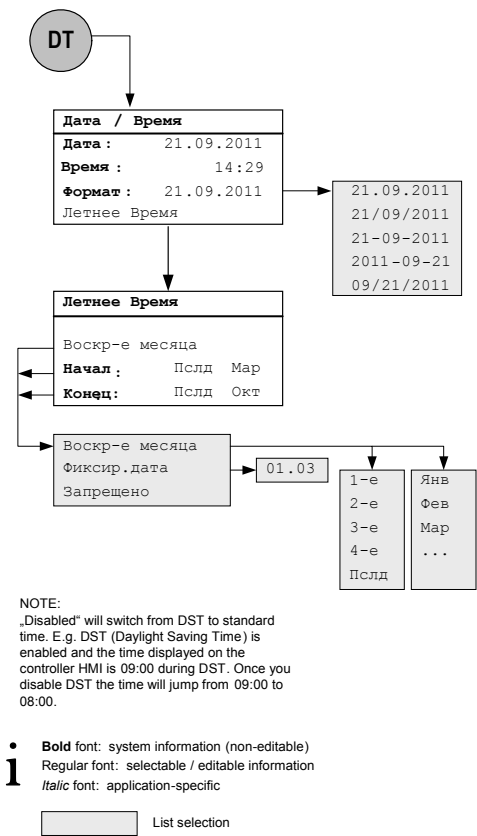 DT
Дата / Время
Дата: 21.09.2011
Время: 14:29
Формат: 21.09.2011
Летнее Время
21.09.2011
21/09/2011
21-09-2011
2011-09-21
09/21/2011
Летнее Время
Воскр-е месяца
Начал: Пслд Мар
Конец: Пслд Окт
Воскр-е месяца
Фиксир.дата
Запрещено
01.03
1-е
2-е
3-е
4-е
Пслд
Янв
Фев
Мар
...
NOTE:
„Disabled" will switch from DST to standard
time. E.g. DST (Daylight Saving Time) is
enabled and the time displayed on the
controller HMI is 09:00 during DST. Once you
disable DST the time will jump from 09:00 to
08:00.
i
Bold font: system information (non-editable)
Regular font: selectable / editable information
Italic font: application-specific
List selection